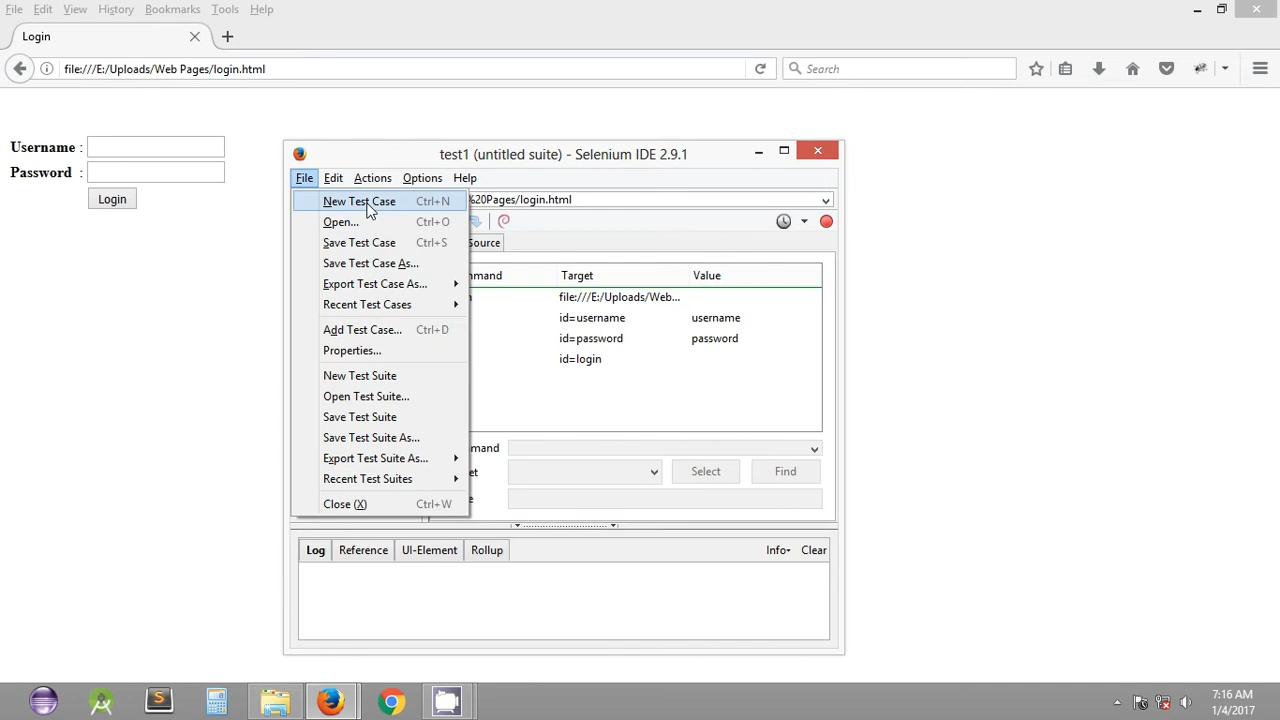 File Edit View History Bookmarks Tools Help
Login
file:///E:/Uploads/Web Pages/login.html
Search
Username :
Password :
Login
test1 (untitled suite) - Selenium IDE 2.9.1
File Edit Actions Options Help
%20Pages/login.html
Source
mmand Target Value
file:///E:/Uploads/Web...
id=username username
id=password password
id=login
New Test Case Ctrl+N
Open... Ctrl+O
Save Test Case Ctrl+S
Save Test Case As...
Export Test Case As...
Recent Test Cases
Add Test Case... Ctrl+D
Properties...
New Test Suite
Open Test Suite...
Save Test Suite
Save Test Suite As...
Export Test Suite As...
Recent Test Suites
Close (X) Ctrl+W
mand
et Select Find
e
Log Reference UI-Element Rollup Info Clear
7:16 AM
1/4/2017